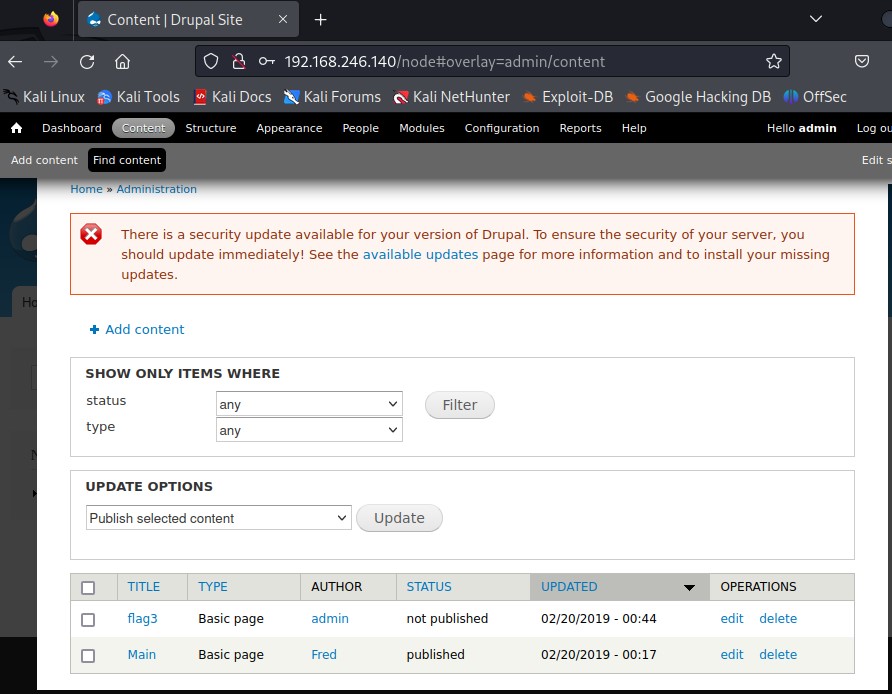 Content | Drupal Site
192.168.246.140/node#overlay=admin/content
Kali Linux Kali Tools Kali Docs Kali Forums Kali NetHunter Exploit-DB Google Hacking DB OffSec
Dashboard Content Structure Appearance People Modules Configuration Reports Help Hello admin Log ou
Add content Find content Edit s
Home » Administration
There is a security update available for your version of Drupal. To ensure the security of your server, you
should update immediately! See the available updates page for more information and to install your missing
updates.
Add content
SHOW ONLY ITEMS WHERE
status any Filter
type any
UPDATE OPTIONS
Publish selected content Update
TITLE TYPE AUTHOR STATUS UPDATED OPERATIONS
flag3 Basic page admin not published 02/20/2019 - 00:44 edit delete
Main Basic page Fred published 02/20/2019 - 00:17 edit delete